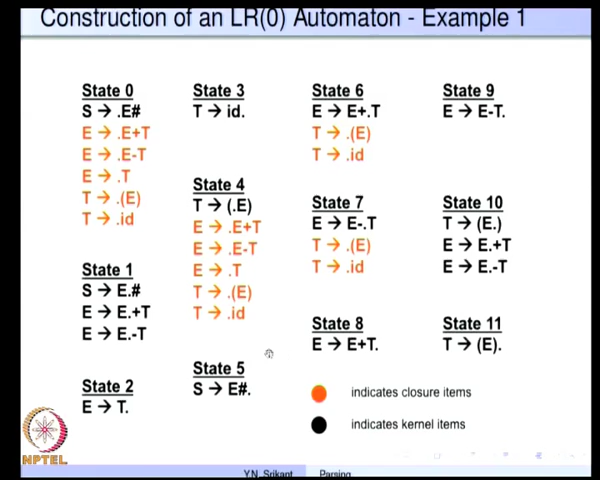 Construction of an LR(0) Automaton - Example 1
State 0
S → .E#
E → .E+T
E → .E-T
E → .T
T → .(E)
T → .id
State 1
S → E.#
E → E.+T
E → E.-T
State 2
E → T.
State 3
T → id.
State 4
T → (.E)
E → .E+T
E → .E-T
E → .T
T → .(E)
T → .id
State 5
S → E#.
State 6
E → E+.T
T → .(E)
T → .id
State 7
E → E-.T
T → .(E)
T → .id
State 8
E → E+T.
State 9
E → E-T.
State 10
T → (E.)
E → E.+T
E → E.-T
State 11
T → (E).
indicates closure items
indicates kernel items
NPTEL
Y.N. Srikant Parsing